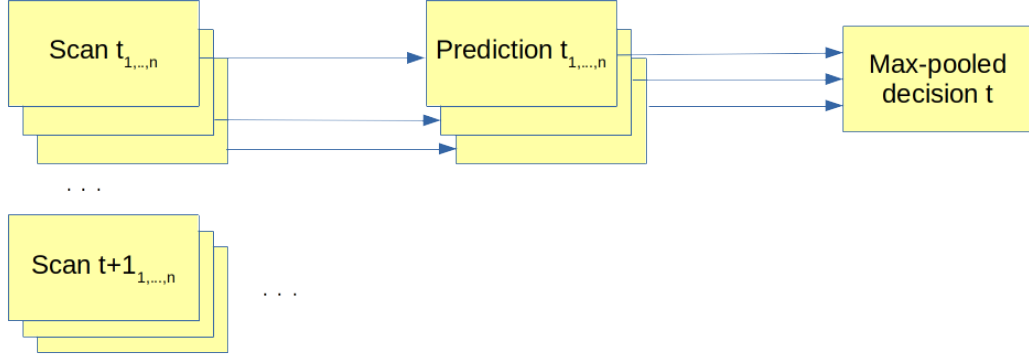 Scan t1,..,n
Prediction t1,...,n
Max-pooled
decision t
. . .
Scan t+11,...,n
. . .